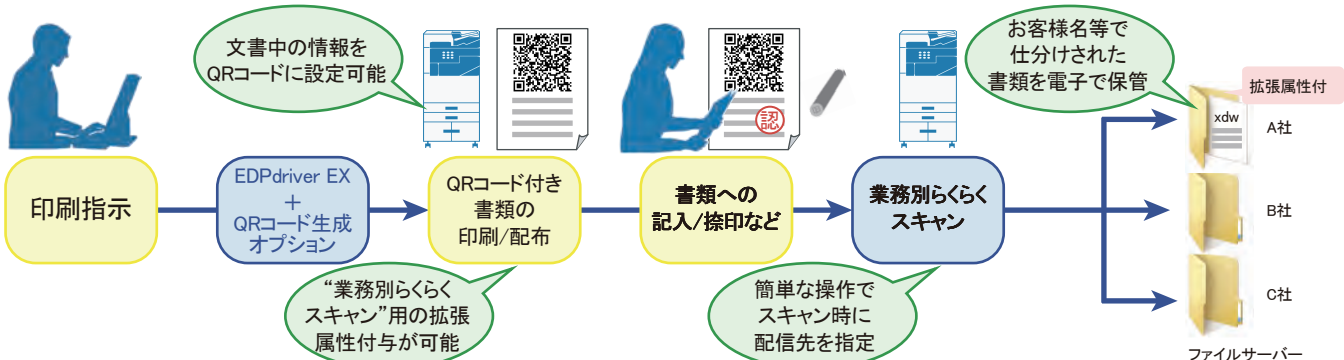 文書中の情報を
QRコードに設定可能
認
お客様名等で
仕分けされた
書類を電子で保管
拡張属性付
xdw
A社
印刷指示
EDPdriver EX
+
QRコード生成
オプション
QRコード付き
書類の
印刷/配布
書類への
記入/捺印など
業務別らくらく
スキャン
B社
“業務別らくらく
スキャン”用の拡張
属性付与が可能
簡単な操作で
スキャン時に
配信先を指定
C社
ファイルサーバー